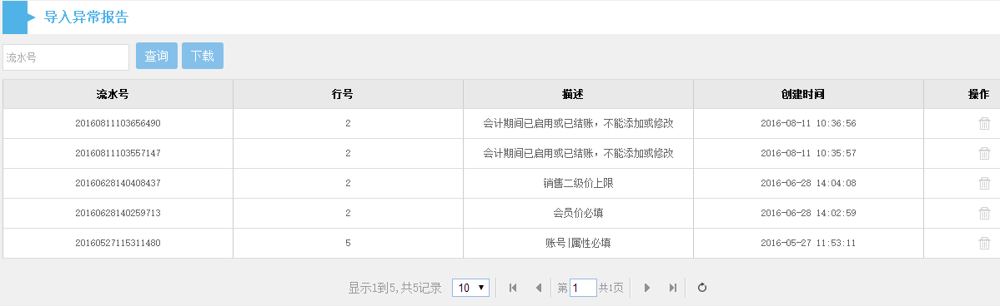 导入异常报告
流水号 查询 下载
流水号 行号 描述 创建时间 操作
20160811103656490 2 会计期间已启用或已结账，不能添加或修改 2016-08-11 10:36:56
20160811103557147 2 会计期间已启用或已结账，不能添加或修改 2016-08-11 10:35:57
20160628140408437 2 销售二级价上限 2016-06-28 14:04:08
20160628140259713 2 会员价必填 2016-06-28 14:02:59
20160527115311480 5 账号|属性必填 2016-05-27 11:53:11
显示1到5,共5记录 10 第 1 共1页